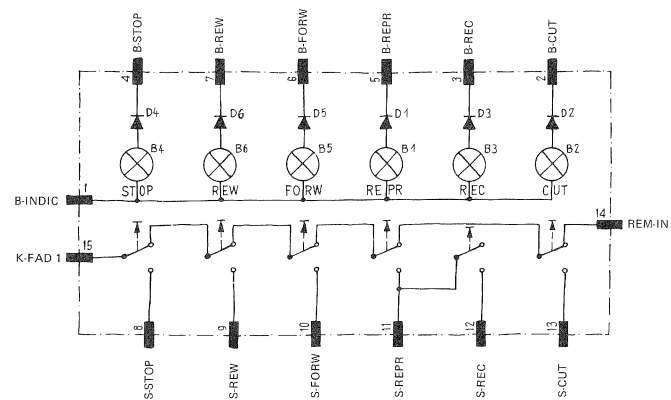 B-STOP B-REW B-FORW B-REPR B-REC B-CUT
4 7 6 5 3 2
D4 D6 D5 D1 D3 D2
B4 B6 B5 B1 B3 B2
STOP REW FORW REPR REC CUT
1
B-INDIC
14
REM-IN
15
K-FAD 1
8 9 10 11 12 13
S-STOP S-REW S-FORW S-REPR S-REC S-CUT